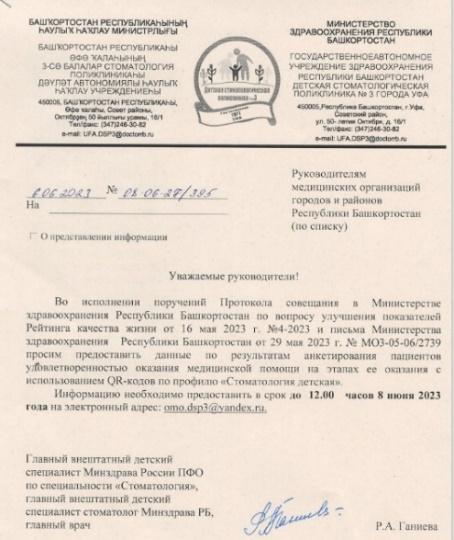 БАШҠОРТОСТАН РЕСПУБЛИКАҺЫНЫҢ
ҺАУЛЫҠ ҺАҠЛАУ МИНИСТРЛЫҒЫ
БАШҠОРТОСТАН РЕСПУБЛИКАҺЫ
ӨФӨ ҠАЛАҺЫНЫҢ
3-СӨ БАЛАЛАР СТОМАТОЛОГИЯ
ПОЛИКЛИНИКАҺЫ
ДӘҮЛӘТ АВТОНОМИЯЛЫ ҺАУЛЫҠ
ҺАҠЛАУ УЧРЕЖДЕНИЕҺЫ
450005, БАШҠОРТОСТАН РЕСПУБЛИКАҺЫ,
Өфө калаһы, Совет районы,
Октябрҙең 50 йыллығы урамы, 16/1
Тел/факс: (347)246-30-82
e-mail: UFA.DSP3@doctorrb.ru
Детская стоматологическая
поликлиника №3
1971
МИНИСТЕРСТВО
ЗДРАВООХРАНЕНИЯ РЕСПУБЛИКИ
БАШКОРТОСТАН
ГОСУДАРСТВЕННОЕАВТОНОМНОЕ
УЧРЕЖДЕНИЕ ЗДРАВООХРАНЕНИЯ
РЕСПУБЛИКИ БАШКОРТОСТАН
ДЕТСКАЯ СТОМАТОЛОГИЧЕСКАЯ
ПОЛИКЛИНИКА № 3 ГОРОДА УФА
450005,Республика Башкортостан, г.Уфа,
Советский район,
ул. 50- летия Октября, д. 16/1
Тел/факс: (347)246-30-82
e-mail: UFA.DSP3@doctorrb.ru
6.06.2023 № 08-06-27/395
На
О представлении информации
Руководителям
медицинских организаций
городов и районов
Республики Башкортостан
(по списку)
Уважаемые руководители!
Во исполнении поручений Протокола совещания в Министерстве
здравоохранения Республики Башкортостан по вопросу улучшения показателей
Рейтинга качества жизни от 16 мая 2023 г. №4-2023 и письма Министерства
здравоохранения Республики Башкортостан от 29 мая 2023 г. № МО3-05-06/2739
просим предоставить данные по результатам анкетирования пациентов
удовлетворенностью оказания медицинской помощи на этапах ее оказания с
использованием QR-кодов по профилю «Стоматология детская».
Информацию необходимо предоставить в срок до 12.00 часов 8 июня 2023
года на электронный адрес: omo.dsp3@yandex.ru.
Главный внештатный детский
специалист Минздрава России ПФО
по специальности «Стоматология»,
главный внештатный детский
специалист стоматолог Минздрава РБ,
главный врач
Р.А. Ганиева